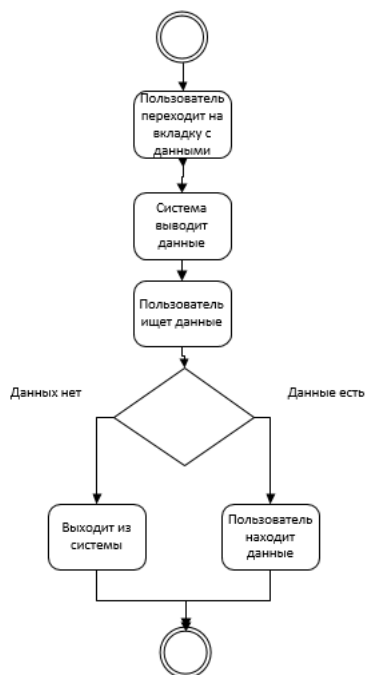 Пользователь
переходит на
вкладку с
данными
Система
выводит
данные
Пользователь
ищет данные
Данных нет
Данные есть
Выходит из
системы
Пользователь
находит
данные